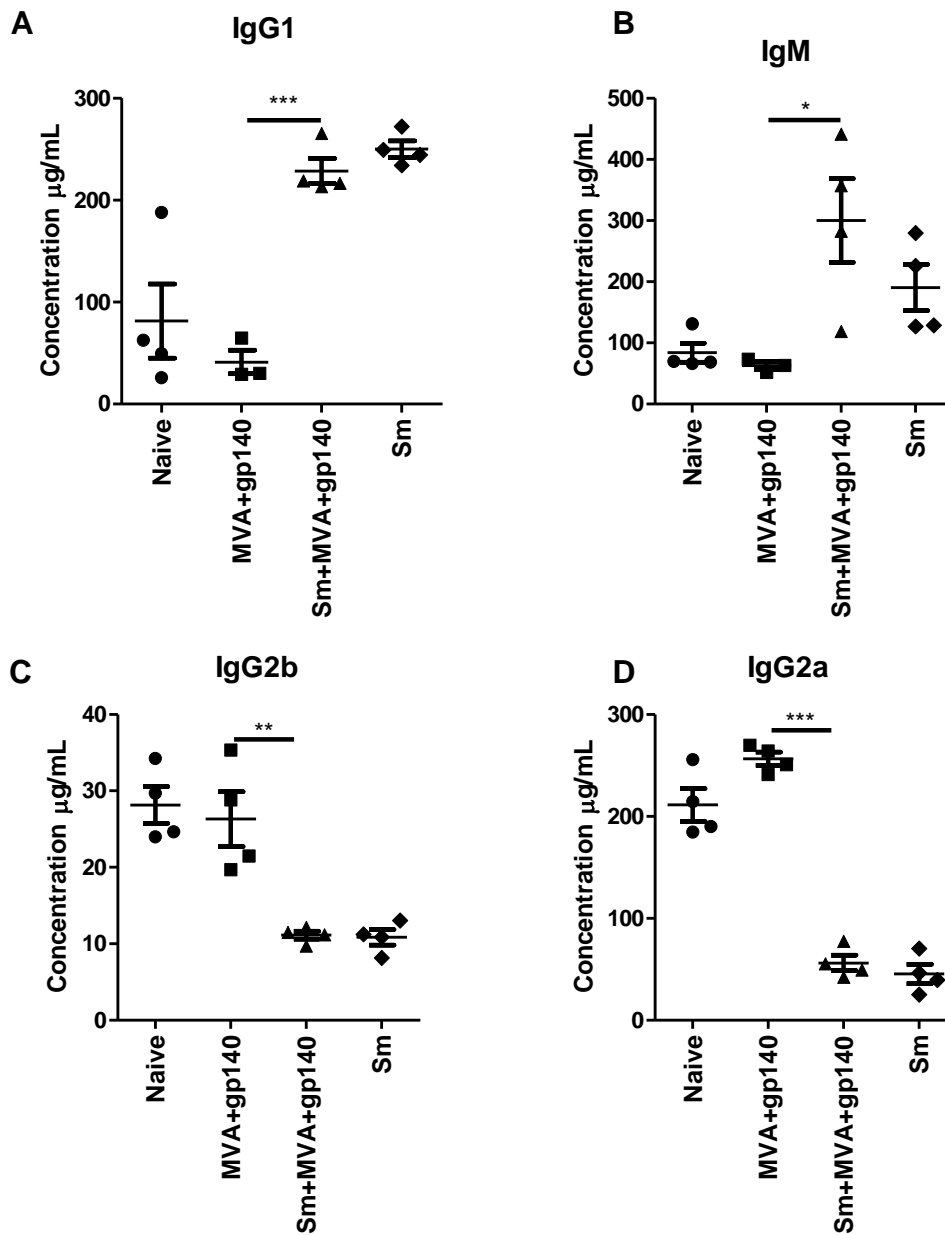 A
IgG1
Concentration µg/mL
300
200
100
0
***
Naive
MVA+gp140
Sm+MVA+gp140
Sm
B
IgM
Concentration µg/mL
500
400
300
200
100
0
*
Naive
MVA+gp140
Sm+MVA+gp140
Sm
C
IgG2b
Concentration µg/mL
40
30
20
10
0
**
Naive
MVA+gp140
Sm+MVA+gp140
Sm
D
IgG2a
Concentration µg/mL
300
200
100
0
***
Naive
MVA+gp140
Sm+MVA+gp140
Sm